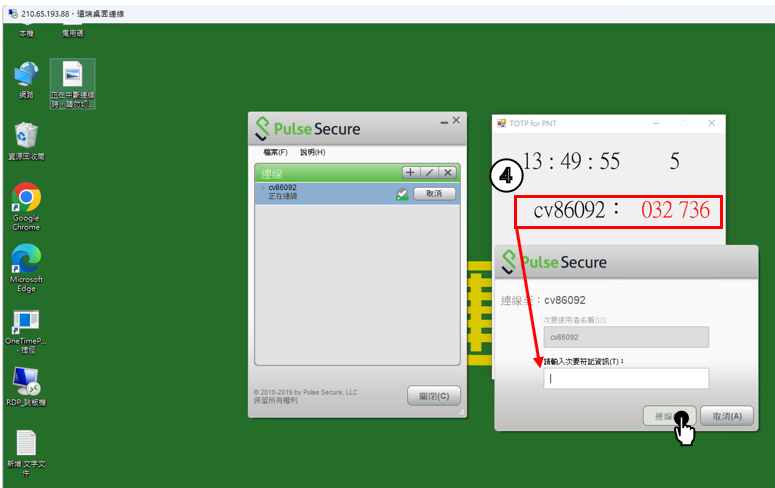 210.65.193.88 - 遠端桌面連線
本機
備用碼
網路
正在中斷連線
時，請勿切...
資源回收筒
Google
Chrome
Microsoft
Edge
OneTimeP...
- 捷徑
RDP_跳板機
新增 文字文
件
Pulse Secure
檔案(F) 說明(H)
連線
cv86092
正在連線
取消
© 2010-2019 by Pulse Secure, LLC
保留所有權利
關閉(C)
TOTP for PNT
13 : 49 : 55 5
4
cv86092： 032 736
Pulse Secure
連線至：cv86092
次要使用者名稱(U):
cv86092
請輸入次要符記資訊(T)：
連線
取消(A)